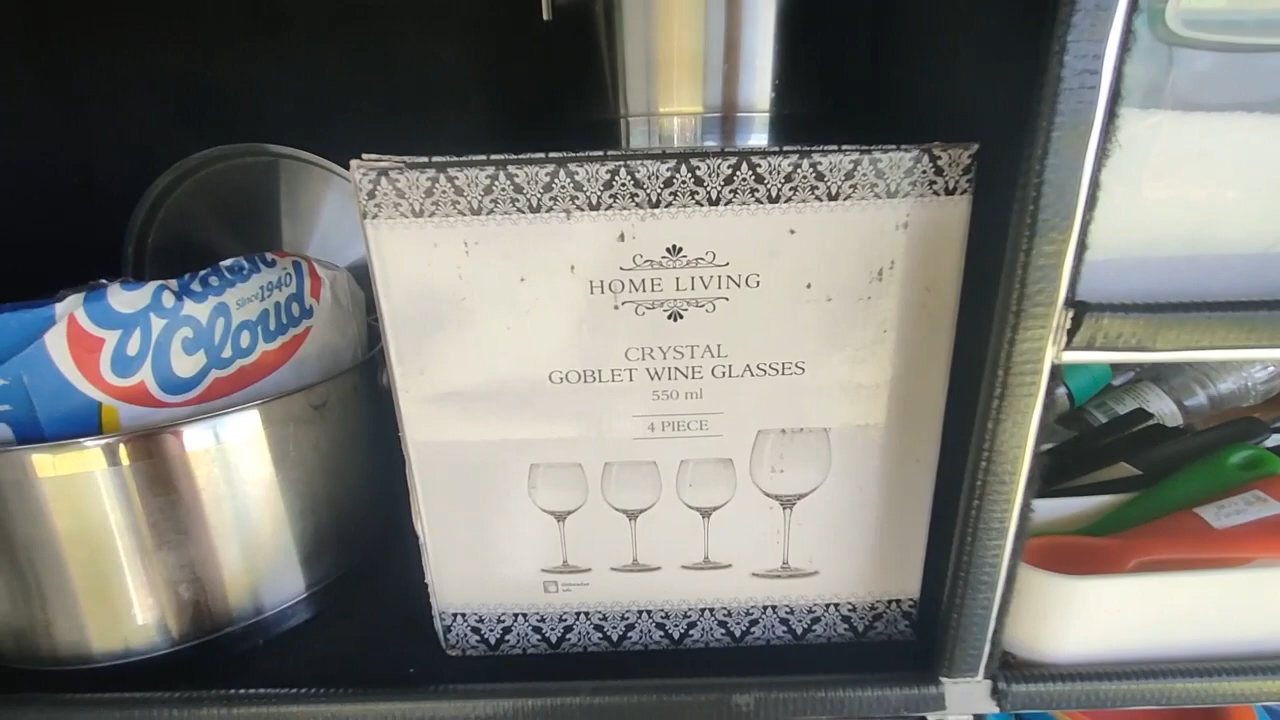 Golden
Cloud
Since 1940
HOME LIVING
CRYSTAL
GOBLET WINE GLASSES
550 ml
4 PIECE